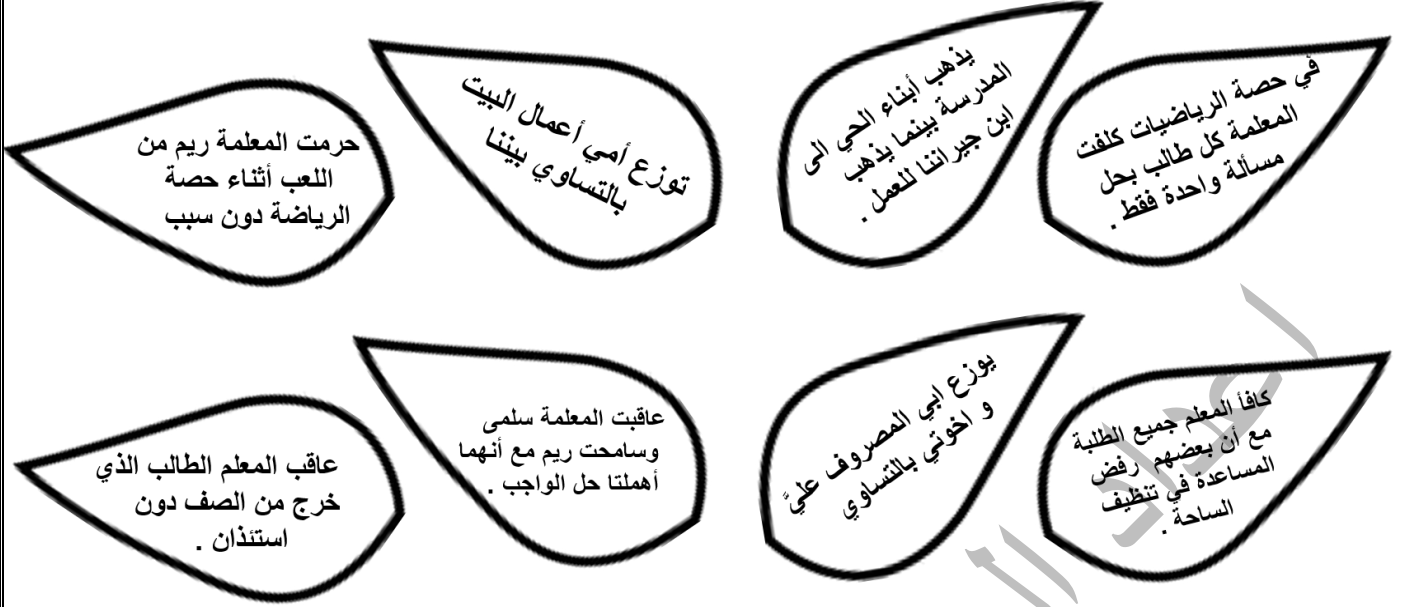 في حصة الرياضيات كلفت
المعلمة كل طالب بحل
مسألة واحدة فقط .
يذهب أبناء الحي الى
المدرسة بينما يذهب
ابن جيراننا للعمل .
توزع أمي أعمال البيت
بالتساوي بيننا
حرمت المعلمة ريم من
اللعب أثناء حصة
الرياضة دون سبب
كافأ المعلم جميع الطلبة
مع أن بعضهم رفض
المساعدة في تنظيف
الساحة .
يوزع ابي المصروف عليَّ
و اخوتي بالتساوي
عاقبت المعلمة سلمى
وسامحت ريم مع أنهما
أهملتا حل الواجب .
عاقب المعلم الطالب الذي
خرج من الصف دون
استئذان .
اعداد